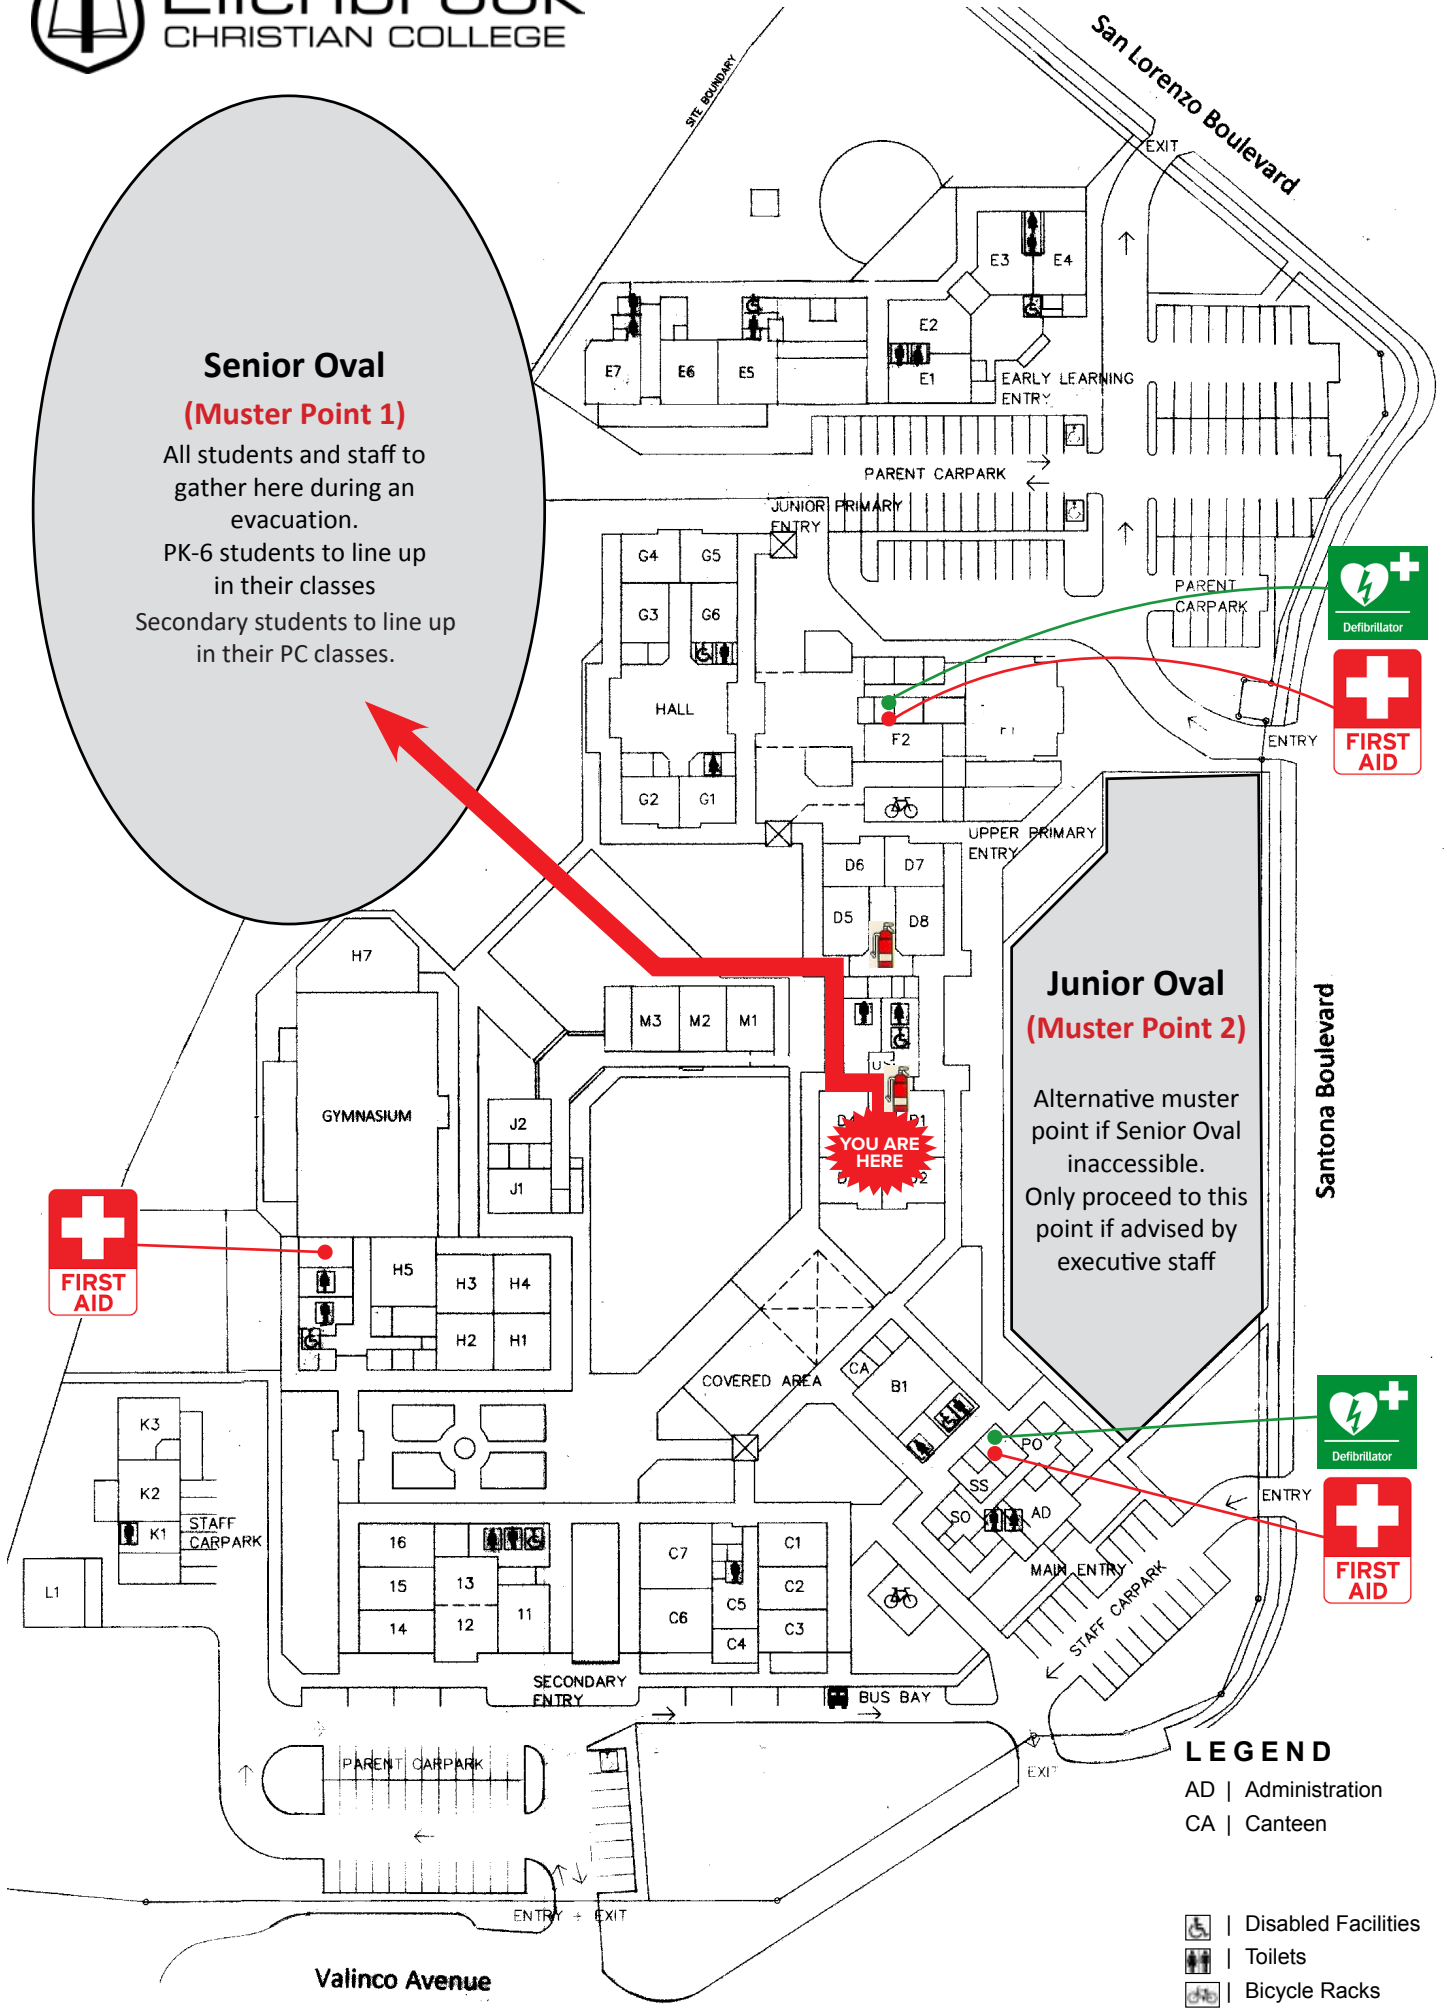 CHRISTIAN COLLEGE
San Lorenzo Boulevard
SITE BOUNDARY
EXIT
E3
E4
E2
E1
E7
E6
E5
EARLY LEARNING
ENTRY
Senior Oval
(Muster Point 1)
All students and staff to
gather here during an
evacuation.
PK-6 students to line up
in their classes
Secondary students to line up
in their PC classes.
PARENT CARPARK
JUNIOR PRIMARY
ENTRY
G4
G5
G3
G6
HALL
G2
G1
PARENT
CARPARK
Defibrillator
FIRST
AID
F2
F1
ENTRY
UPPER PRIMARY
ENTRY
D6
D7
D5
D8
H7
M3
M2
M1
GYMNASIUM
J2
J1
D1
YOU ARE
HERE
Junior Oval
(Muster Point 2)
Alternative muster
point if Senior Oval
inaccessible.
Only proceed to this
point if advised by
executive staff
Santona Boulevard
FIRST
AID
H5
H3
H4
H2
H1
COVERED AREA
CA
B1
PO
SS
SO
AD
MAIN ENTRY
STAFF CARPARK
Defibrillator
FIRST
AID
ENTRY
K3
K2
K1
STAFF
CARPARK
L1
16
15
14
13
12
11
C7
C6
C5
C4
C1
C2
C3
SECONDARY
ENTRY
BUS BAY
PARENT CARPARK
EXIT
ENTRY + EXIT
Valinco Avenue
LEGEND
AD | Administration
CA | Canteen
| Disabled Facilities
| Toilets
| Bicycle Racks